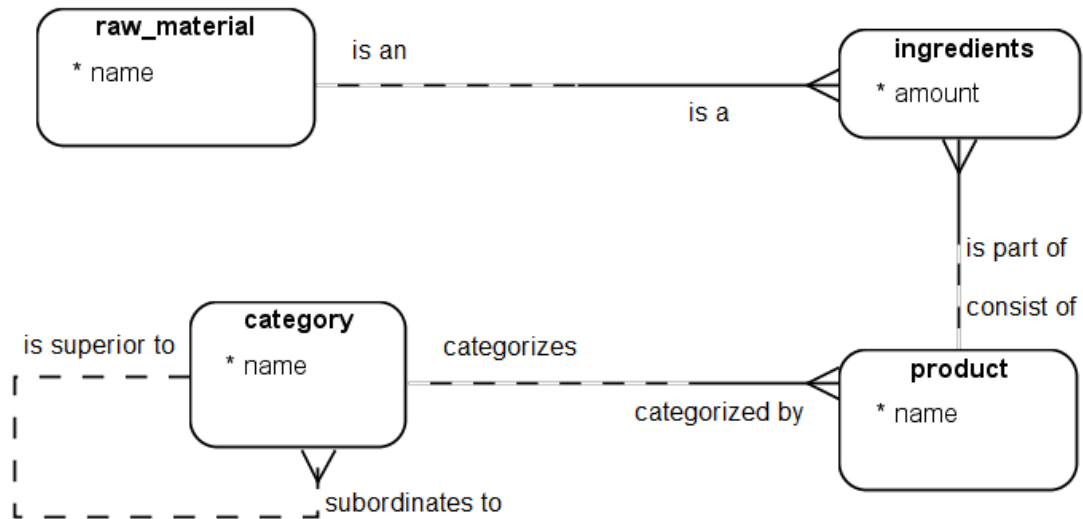 raw_material
* name
is an
is a
ingredients
* amount
is part of
consist of
category
* name
is superior to
subordinates to
categorizes
categorized by
product
* name